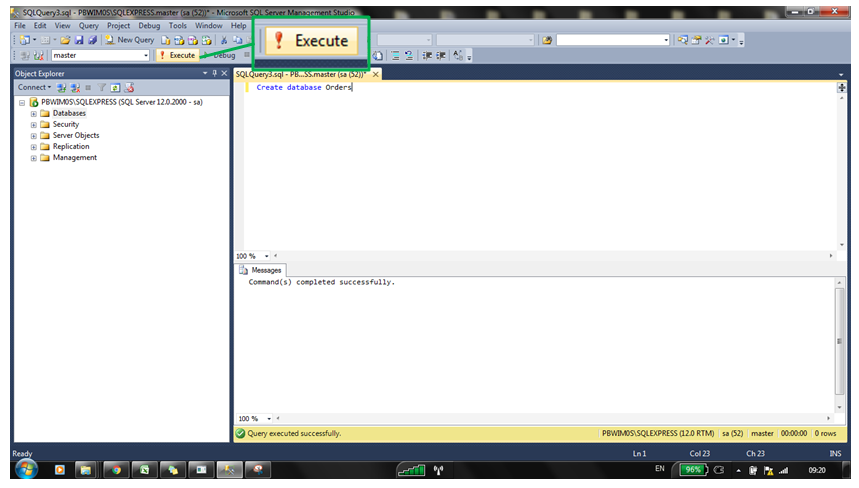 SQLQuery3.sql - PBWIM0S\SQLEXPRESS.master (sa (52))* - Microsoft SQL Server Management Studio
File Edit View Query Project Debug Tools Window Help
New Query
master Execute Debug
Execute
Object Explorer
Connect
PBWIM0S\SQLEXPRESS (SQL Server 12.0.2000 - sa)
Databases
Security
Server Objects
Replication
Management
SQLQuery3.sql - PB...SS.master (sa (52))*
Create database Orders
100 %
Messages
Command(s) completed successfully.
100 %
Query executed successfully. PBWIM0S\SQLEXPRESS (12.0 RTM) sa (52) master 00:00:00 0 rows
Ready Ln 1 Col 23 Ch 23 INS
EN 96% 09:20